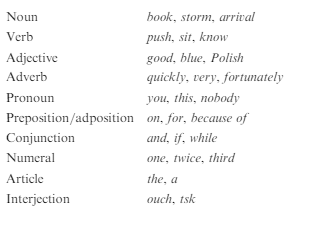 Noun book, storm, arrival
Verb push, sit, know
Adjective good, blue, Polish
Adverb quickly, very, fortunately
Pronoun you, this, nobody
Preposition/adposition on, for, because of
Conjunction and, if, while
Numeral one, twice, third
Article the, a
Interjection ouch, tsk